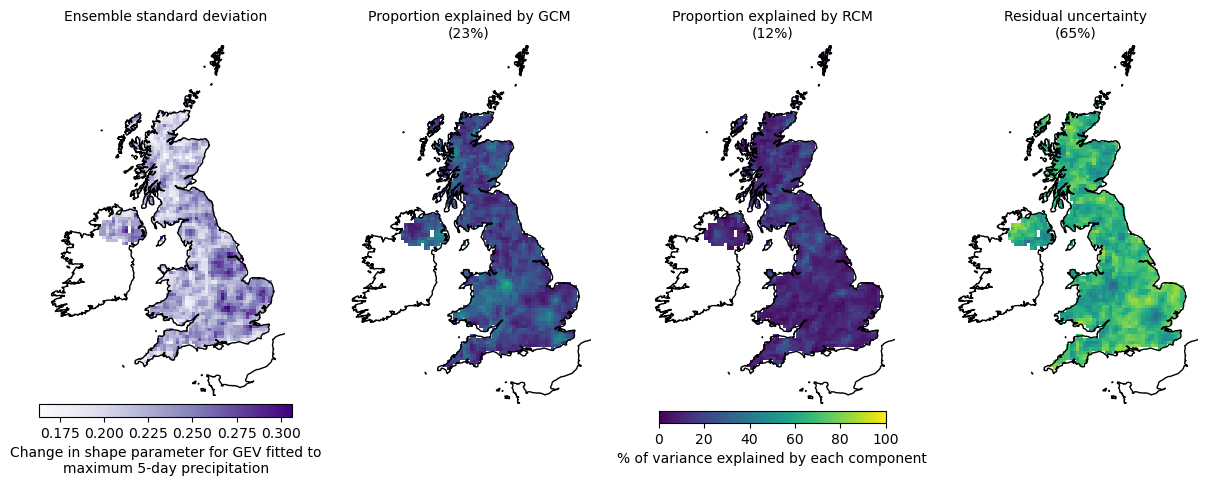 Ensemble standard deviation
Proportion explained by GCM
(23%)
Proportion explained by RCM
(12%)
Residual uncertainty
(65%)
0.175 0.200 0.225 0.250 0.275 0.300
Change in shape parameter for GEV fitted to
maximum 5-day precipitation
0 20 40 60 80 100
% of variance explained by each component